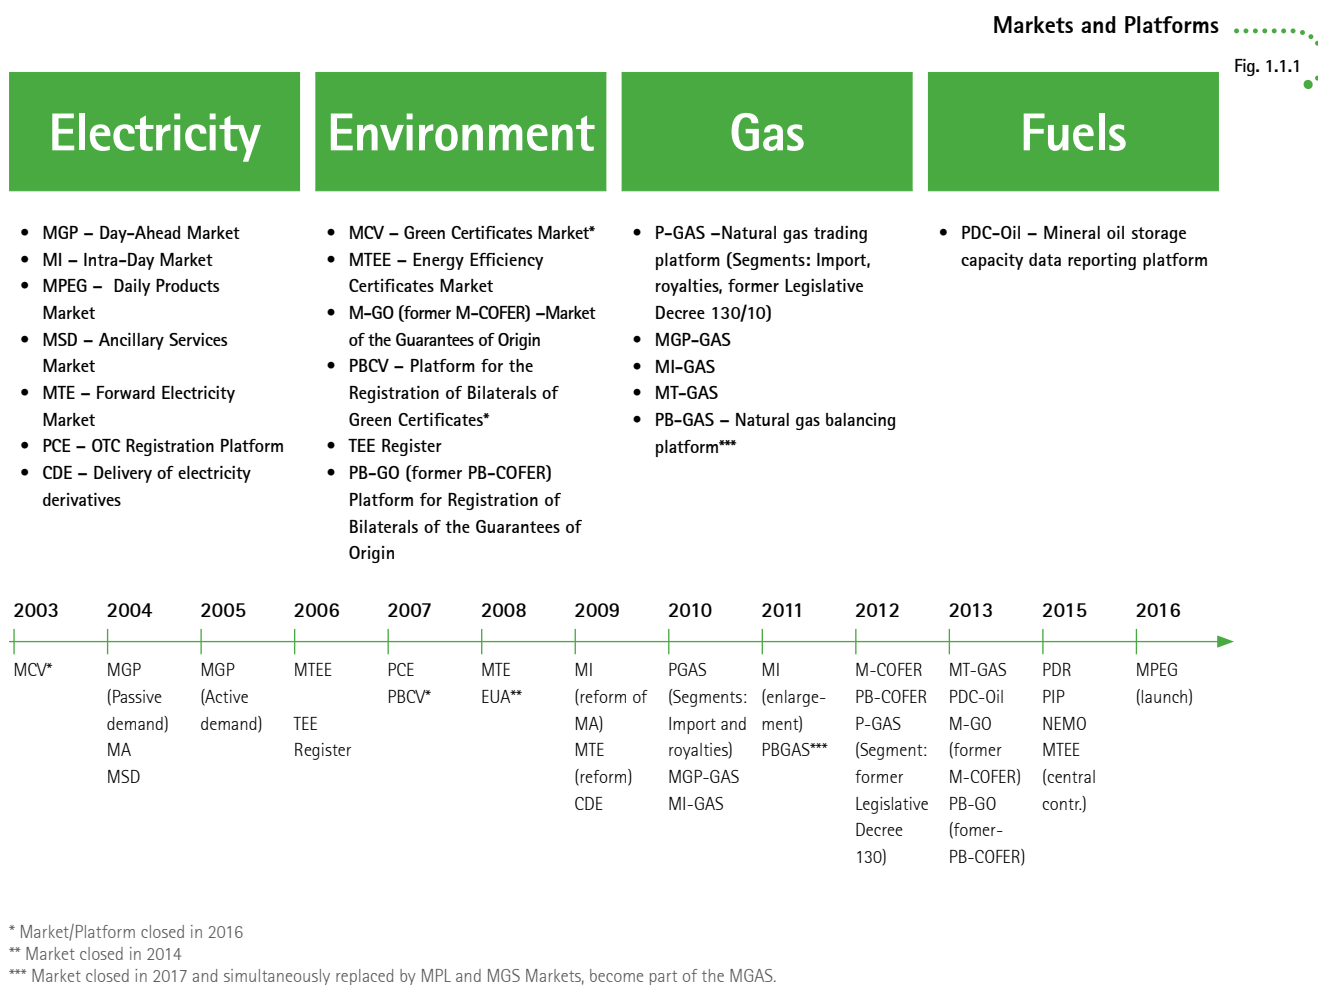 Markets and Platforms
Fig. 1.1.1
Electricity
• MGP – Day-Ahead Market
• MI – Intra-Day Market
• MPEG – Daily Products
Market
• MSD – Ancillary Services
Market
• MTE – Forward Electricity
Market
• PCE – OTC Registration Platform
• CDE – Delivery of electricity
derivatives
Environment
• MCV – Green Certificates Market*
• MTEE – Energy Efficiency
Certificates Market
• M-GO (former M-COFER) –Market
of the Guarantees of Origin
• PBCV – Platform for the
Registration of Bilaterals of
Green Certificates*
• TEE Register
• PB-GO (former PB-COFER)
Platform for Registration of
Bilaterals of the Guarantees of
Origin
Gas
• P-GAS –Natural gas trading
platform (Segments: Import,
royalties, former Legislative
Decree 130/10)
• MGP-GAS
• MI-GAS
• MT-GAS
• PB-GAS – Natural gas balancing
platform***
Fuels
• PDC-Oil – Mineral oil storage
capacity data reporting platform
2003
MCV*
2004
MGP
(Passive
demand)
MA
MSD
2005
MGP
(Active
demand)
2006
MTEE
TEE
Register
2007
PCE
PBCV*
2008
MTE
EUA**
2009
MI
(reform of
MA)
MTE
(reform)
CDE
2010
PGAS
(Segments:
Import and
royalties)
MGP-GAS
MI-GAS
2011
MI
(enlarge-
ment)
PBGAS***
2012
M-COFER
PB-COFER
P-GAS
(Segment:
former
Legislative
Decree
130)
2013
MT-GAS
PDC-Oil
M-GO
(former
M-COFER)
PB-GO
(fomer-
PB-COFER)
2015
PDR
PIP
NEMO
MTEE
(central
contr.)
2016
MPEG
(launch)
* Market/Platform closed in 2016
** Market closed in 2014
*** Market closed in 2017 and simultaneously replaced by MPL and MGS Markets, become part of the MGAS.